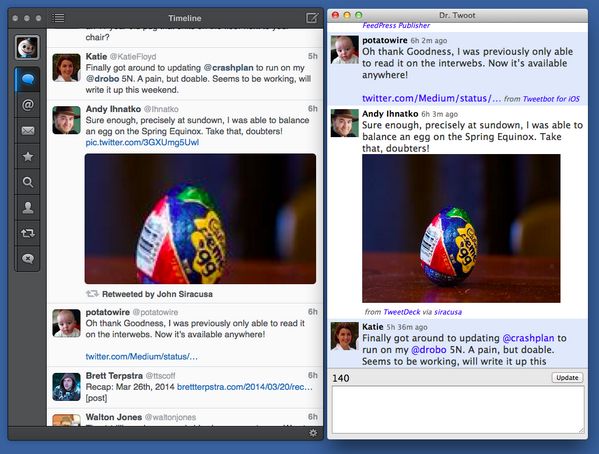 Timeline
chair?
Katie @KatieFloyd 5h
Finally got around to updating @crashplan to run on my
@drobo 5N. A pain, but doable. Seems to be working, will
write it up this weekend.
Andy Ihnatko @Ihnatko 6h
Sure enough, precisely at sundown, I was able to balance
an egg on the Spring Equinox. Take that, doubters!
pic.twitter.com/3GXUmg5Uwl
Retweeted by John Siracusa
potatowire 6h
Oh thank Goodness, I was previously only able to read it
on the interwebs. Now it's available anywhere!
twitter.com/Medium/status/…
Brett Terpstra @ttscoff 6h
Recap: Mar 26th, 2014 brettterpstra.com/2014/03/20/rec…
[post]
Walton Jones @waltonjones 6h
Dr. Twoot
FeedPress Publisher
potatowire 6h 2m ago
Oh thank Goodness, I was previously only able
to read it on the interwebs. Now it's available
anywhere!
twitter.com/Medium/status/… from Tweetbot for iOS
Andy Ihnatko 6h 3m ago
Sure enough, precisely at sundown, I was able to
balance an egg on the Spring Equinox. Take
that, doubters!
from TweetDeck via siracusa
Katie 5h 36m ago
Finally got around to updating @crashplan to
run on my @drobo 5N. A pain, but doable.
Seems to be working, will write it up this
140
Update